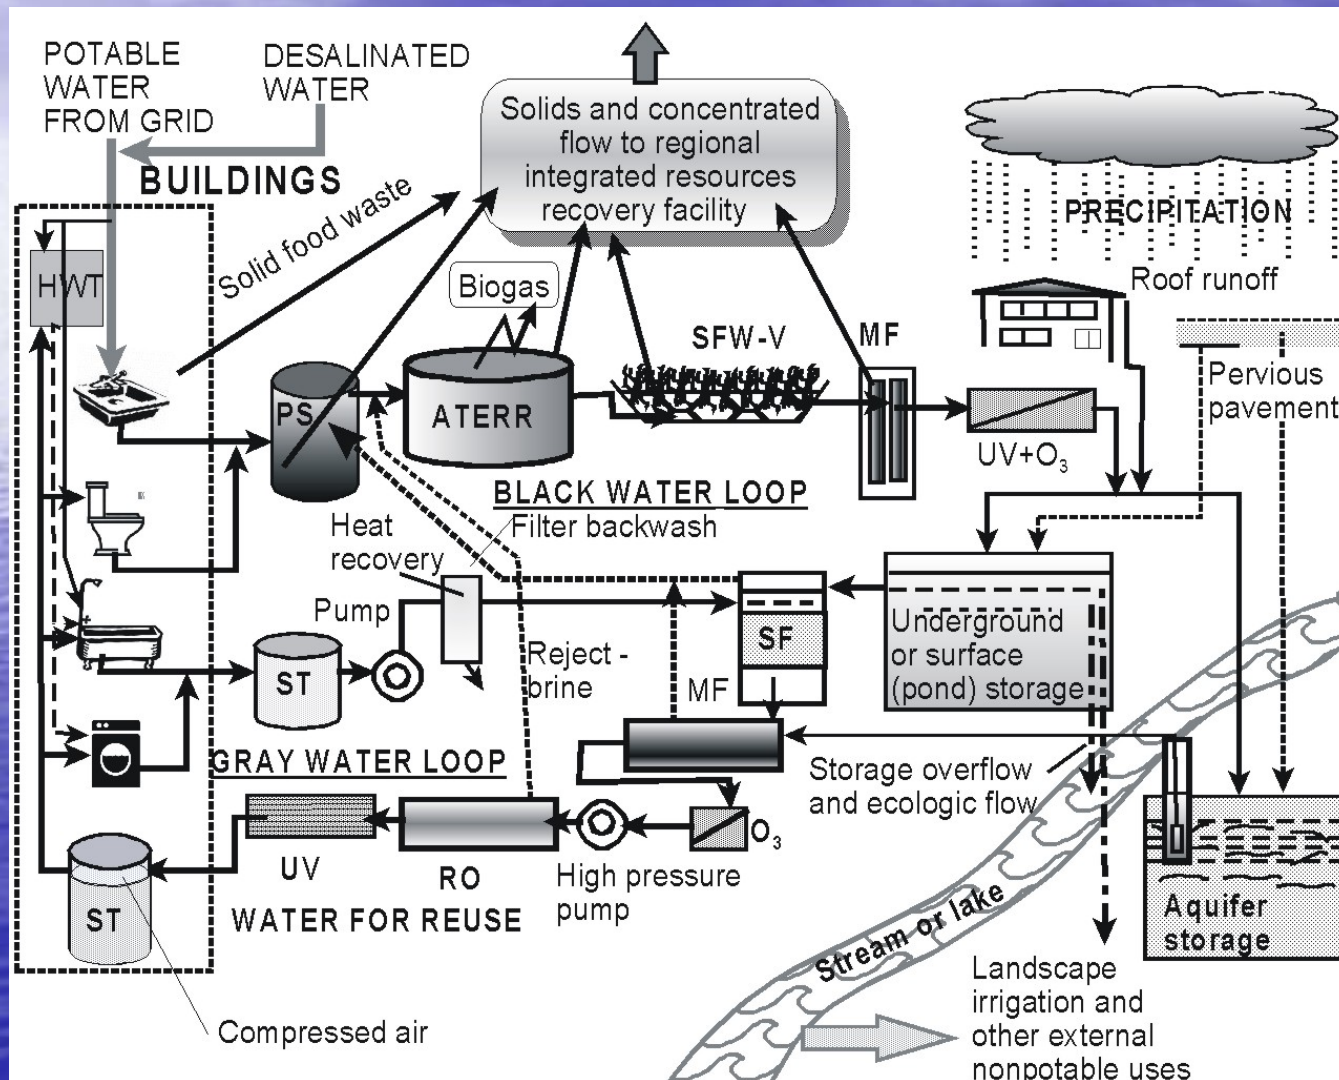 POTABLE
WATER
FROM GRID
DESALINATED
WATER
BUILDINGS
Solids and concentrated
flow to regional
integrated resources
recovery facility
PRECIPITATION
Solid food waste
Roof runoff
HWT
Biogas
SFW-V
MF
Pervious
pavement
PS
ATERR
UV+O₃
BLACK WATER LOOP
Filter backwash
Heat
recovery
Pump
ST
Reject -
brine
MF
SF
Underground
or surface
(pond) storage
GRAY WATER LOOP
Storage overflow
and ecologic flow
O₃
UV
RO
High pressure
pump
WATER FOR REUSE
ST
Stream or lake
Aquifer
storage
Compressed air
Landscape
irrigation and
other external
nonpotable uses